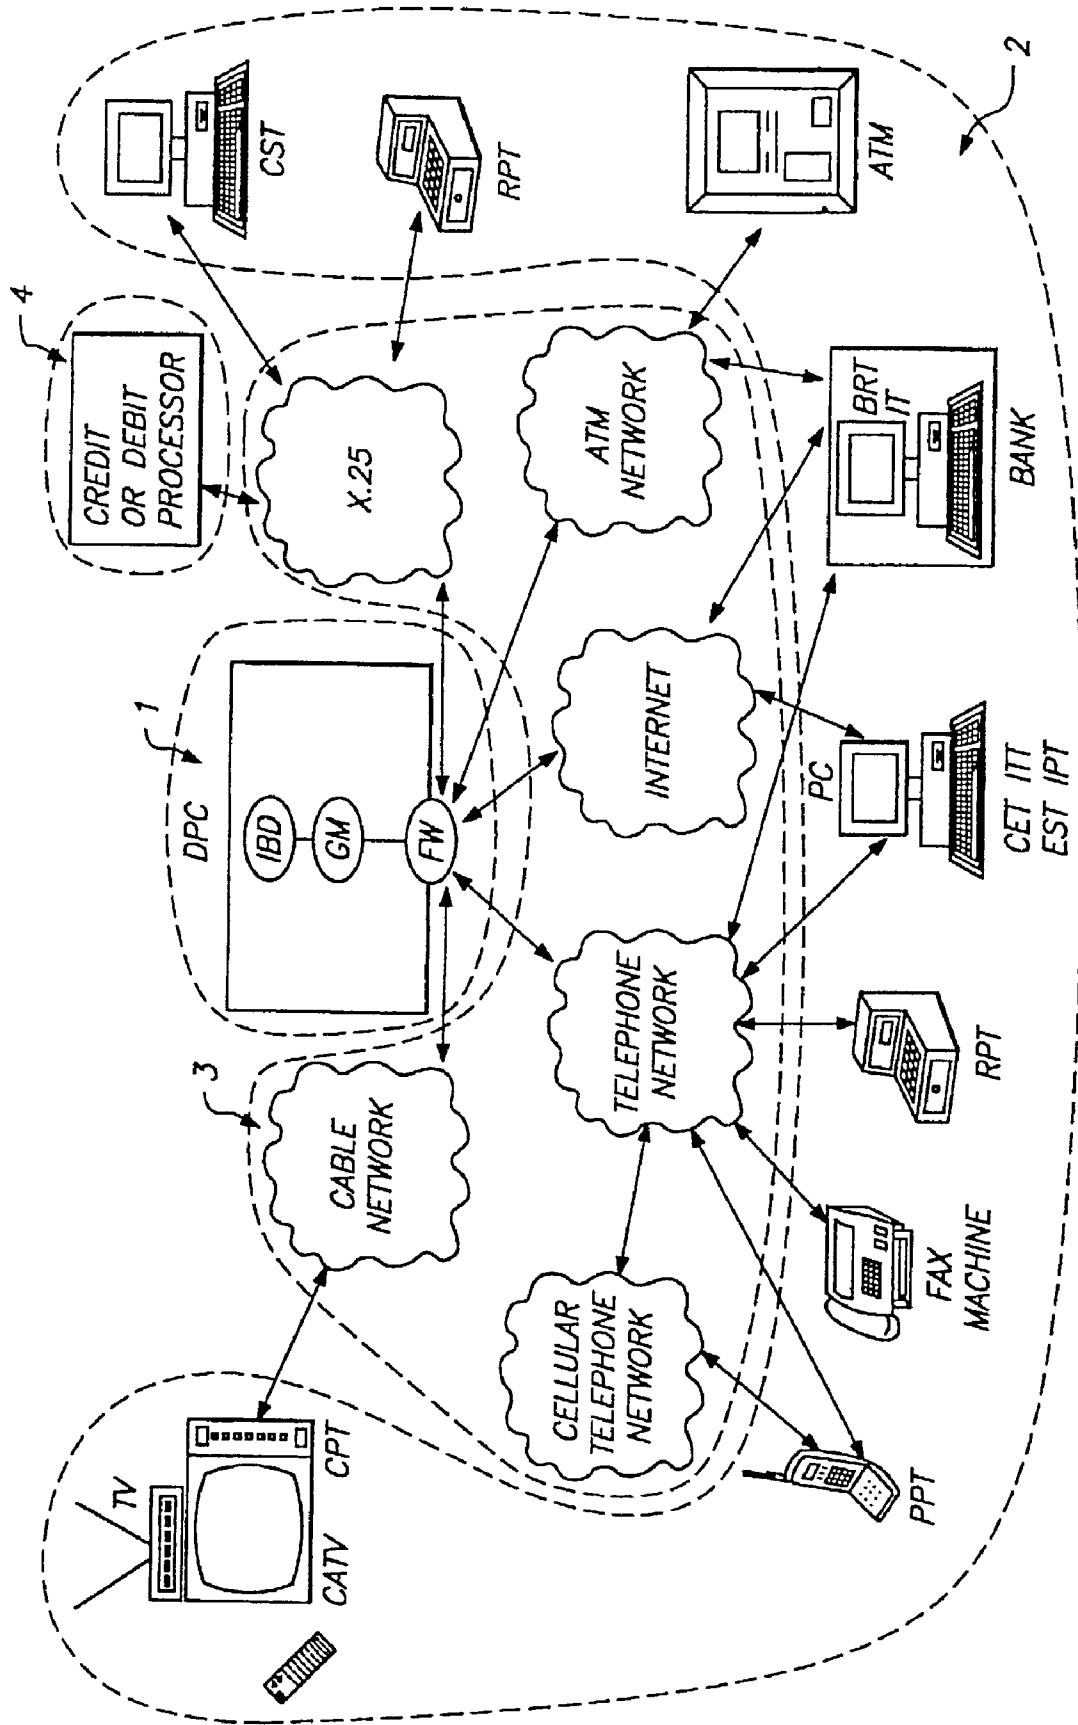 TV
CATV
CPT
CABLE
NETWORK
3
DPC
1
IBD
GM
FW
CREDIT
OR DEBIT
PROCESSOR
4
X.25
CST
RPT
CELLULAR
TELEPHONE
NETWORK
TELEPHONE
NETWORK
INTERNET
ATM
NETWORK
ATM
2
PPT
FAX
MACHINE
RPT
PC
CET ITT
EST IPT
BRT
IT
BANK